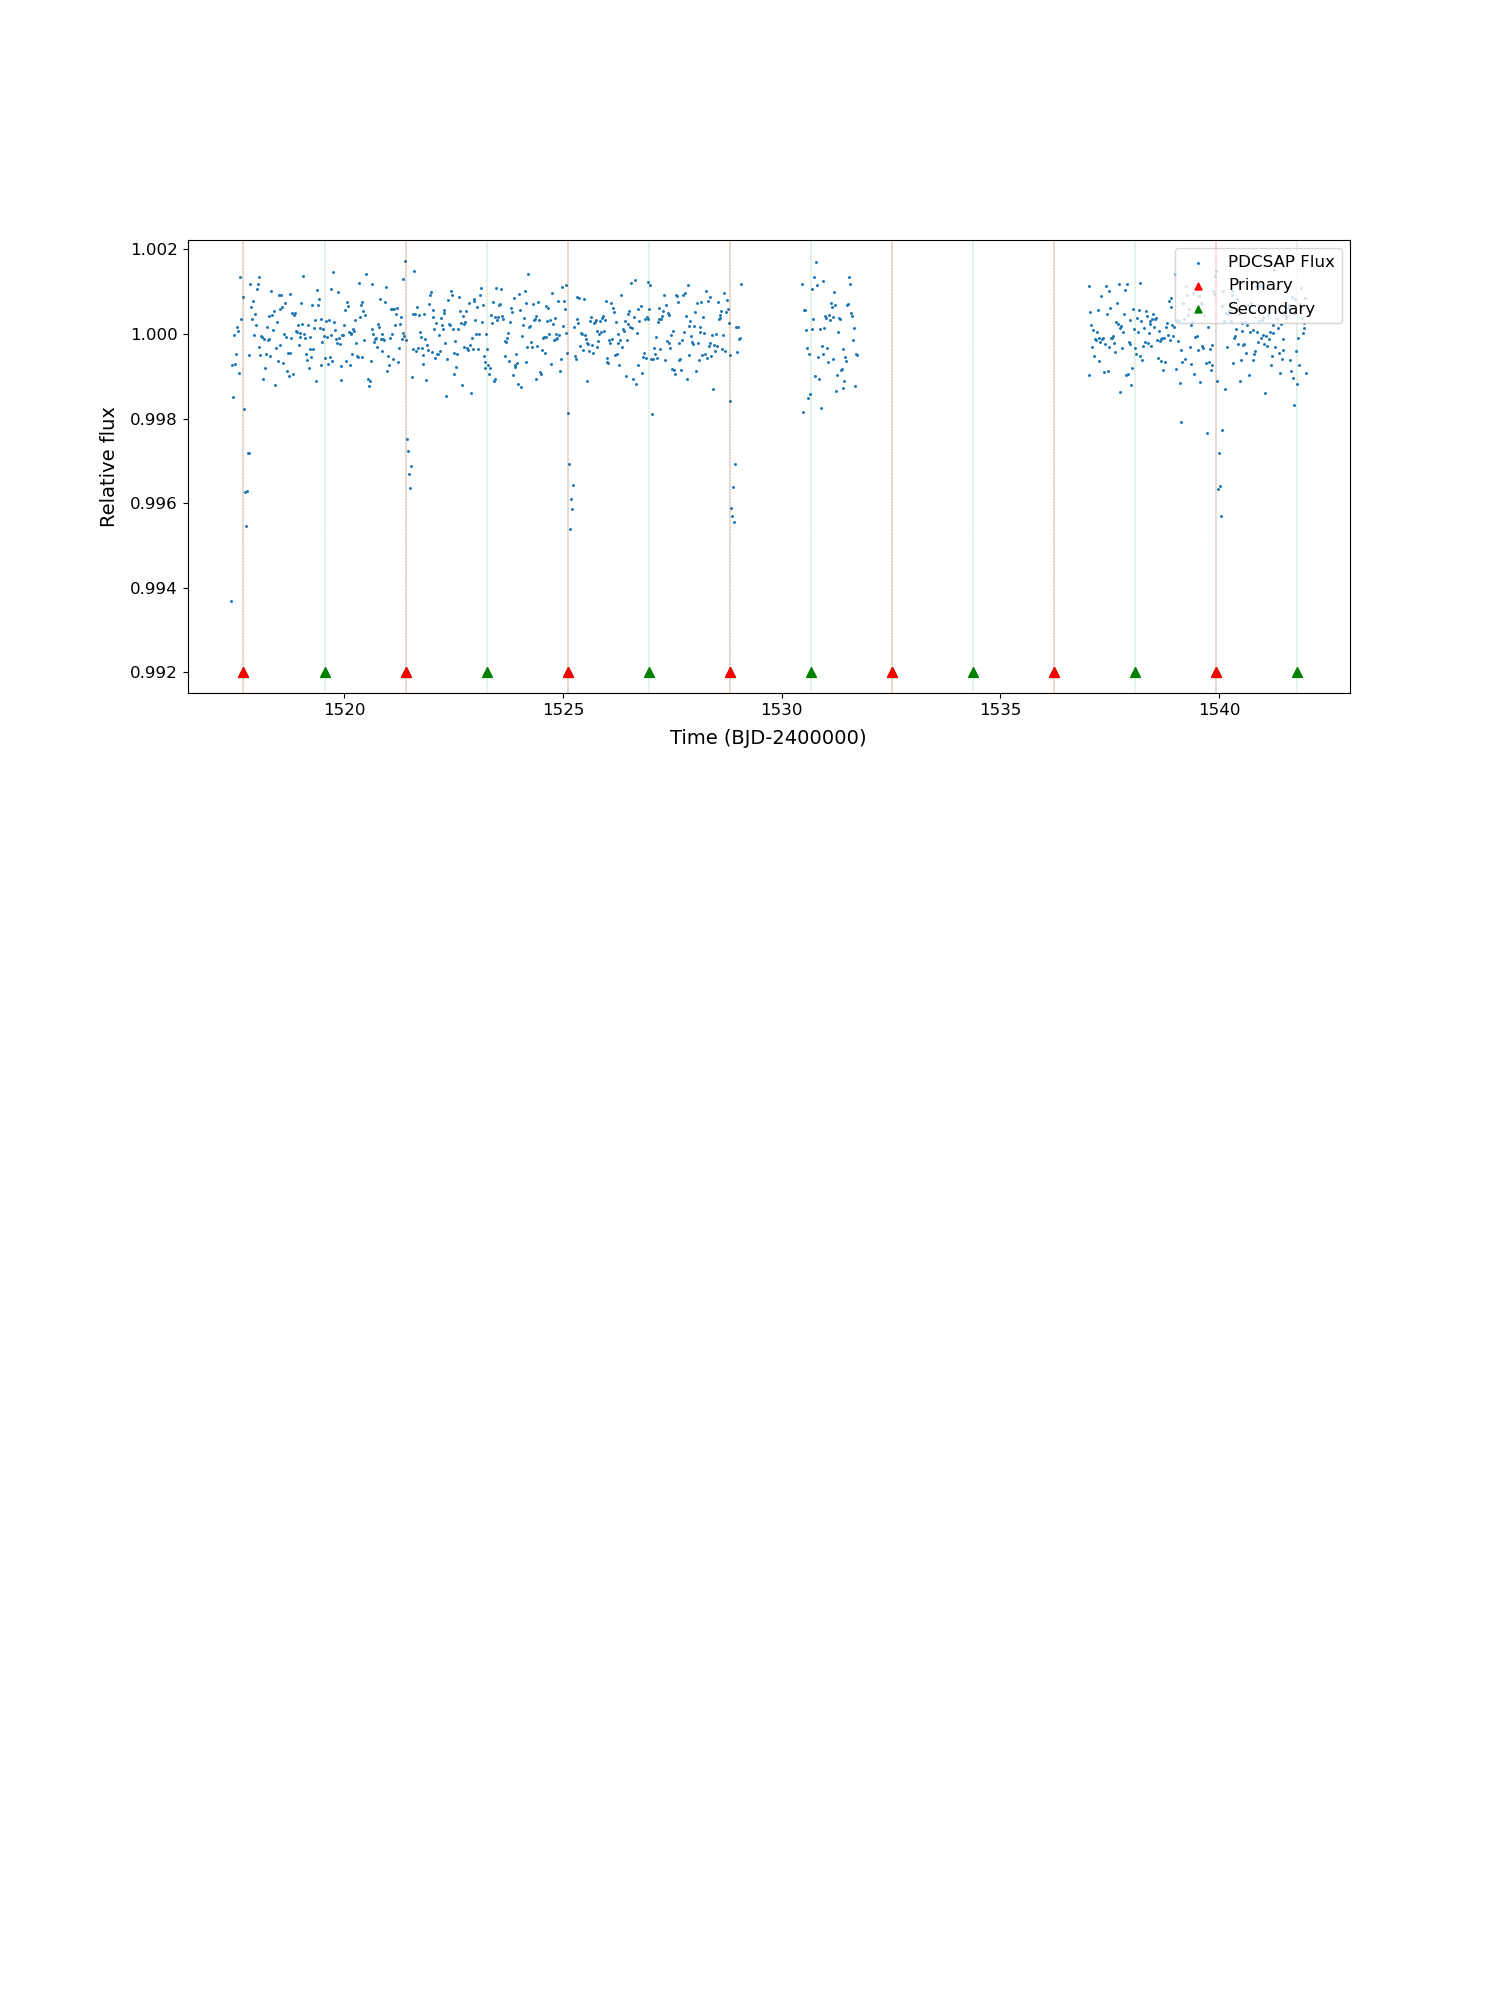 1.002
1.000
0.998
0.996
0.994
0.992
Relative flux
PDCSAP Flux
Primary
Secondary
1520 1525 1530 1535 1540
Time (BJD-2400000)